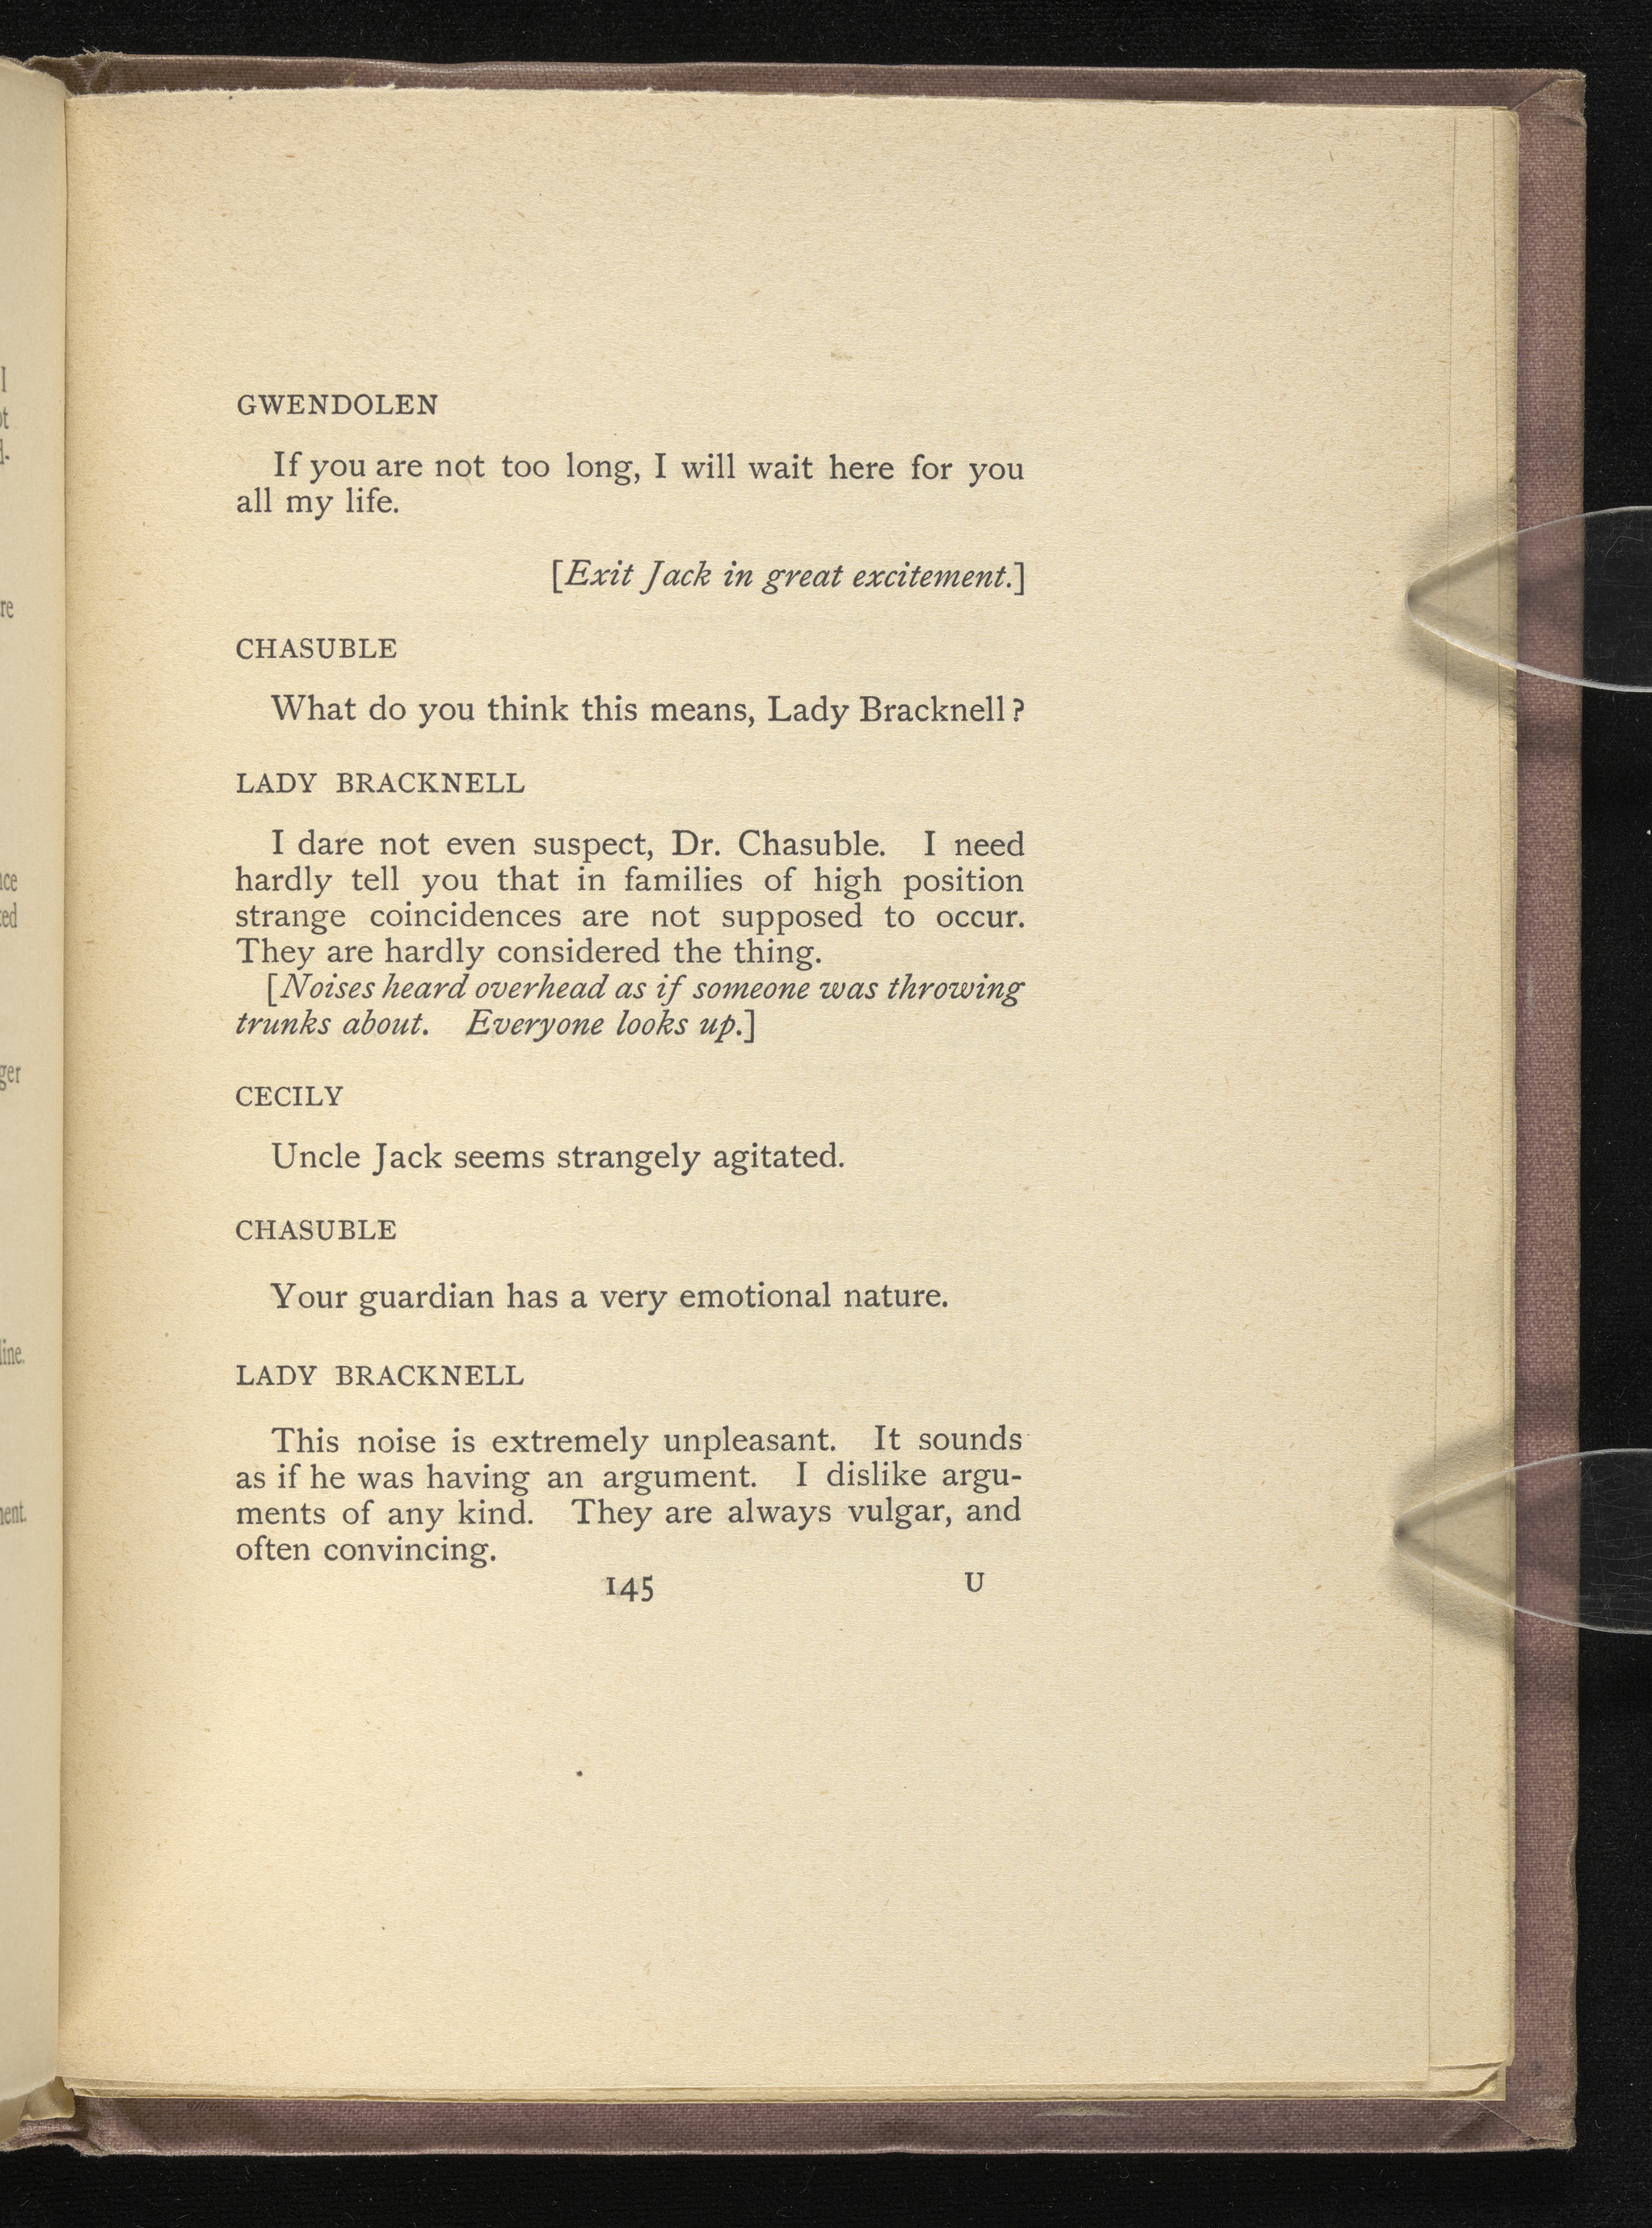 GWENDOLEN
If you are not too long, I will wait here for you
all my life.
[Exit Jack in great excitement.]
CHASUBLE
What do you think this means, Lady Bracknell?
LADY BRACKNELL
I dare not even suspect, Dr. Chasuble. I need
hardly tell you that in families of high position
strange coincidences are not supposed to occur.
They are hardly considered the thing.
[Noises heard overhead as if someone was throwing
trunks about. Everyone looks up.]
CECILY
Uncle Jack seems strangely agitated.
CHASUBLE
Your guardian has a very emotional nature.
LADY BRACKNELL
This noise is extremely unpleasant. It sounds
as if he was having an argument. I dislike argu-
ments of any kind. They are always vulgar, and
often convincing.
145 U